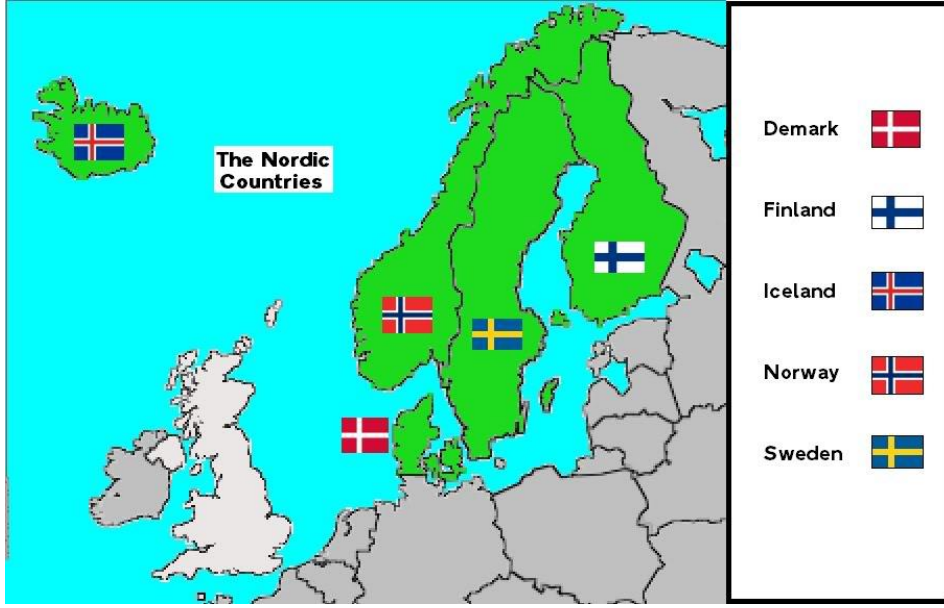 The Nordic
Countries
Demark
Finland
Iceland
Norway
Sweden